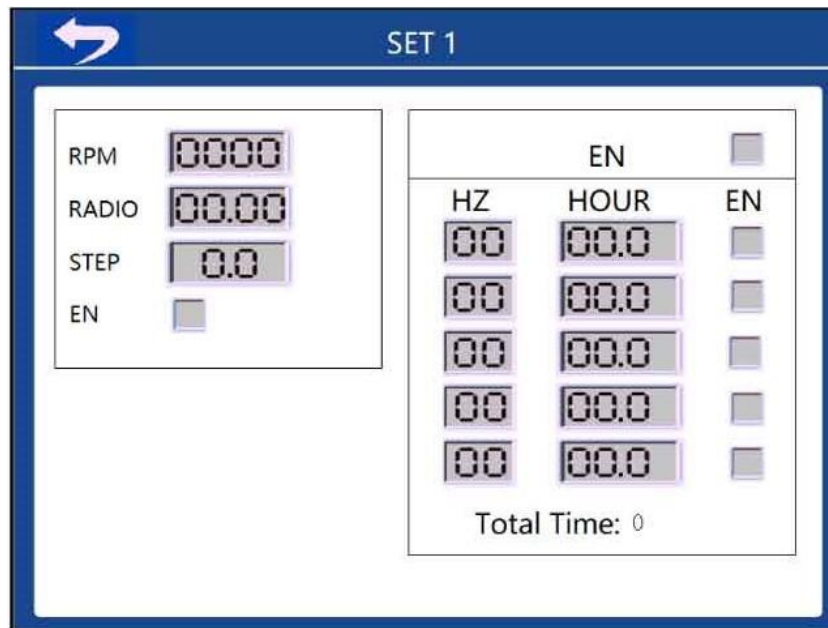 SET 1
RPM 0000
RADIO 00.00
STEP 0.0
EN
EN
HZ HOUR EN
00 00.0
00 00.0
00 00.0
00 00.0
00 00.0
Total Time: 0